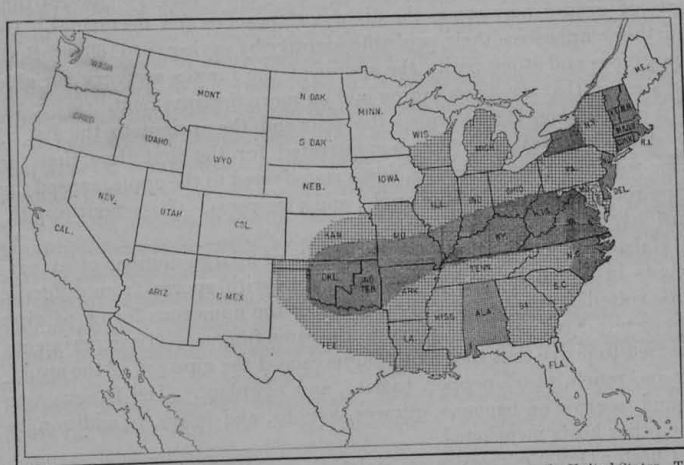 WASH
MONT.
N DAK.
MINN.
ME.
OREG
IDAHO.
S DAK
WIS
MICH
N.Y.
VT.
N.H.
MASS
CONN.
R.I.
WYO
NEB.
IOWA
PA.
N.J.
NEV.
UTAH
COL.
ILL
IND
OHIO
MD.
DEL.
CAL.
KAN
MO
KY.
W.VA
VA.
ARIZ
N MEX
OKL.
IND
TER.
ARK.
TENN.
N.C.
S.C.
TEX
LA.
MISS
ALA.
GA.
FLA.